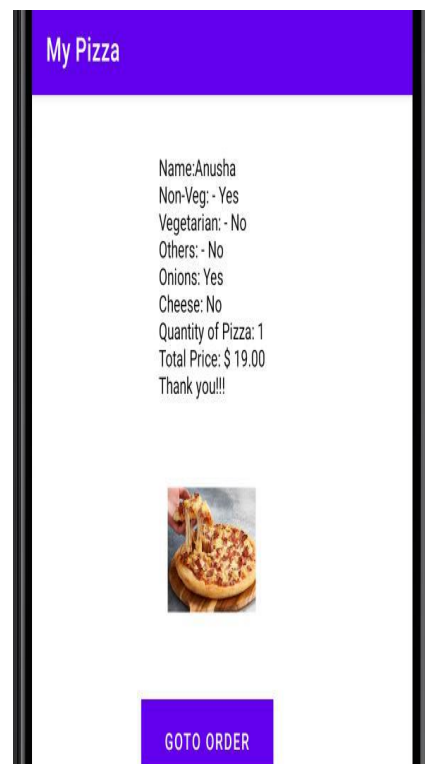 My Pizza
Name:Anusha
Non-Veg: - Yes
Vegetarian: - No
Others: - No
Onions: Yes
Cheese: No
Quantity of Pizza: 1
Total Price: $ 19.00
Thank you!!!
GOTO ORDER